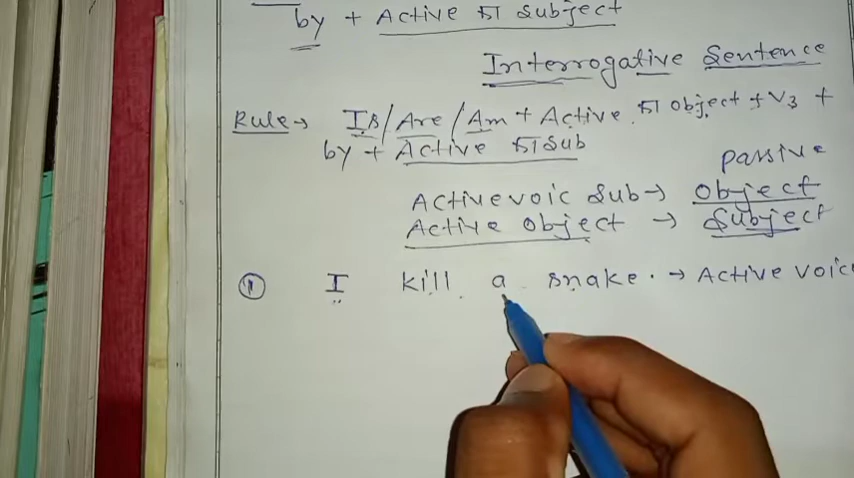 by + Active का Subject
Interrogative Sentence
Rule→ Is/Are/Am + Active का object + V3 +
by + Active का Sub
passive
Active voic Sub → object
Active object → Subject
① I kill a snake. → Active voice